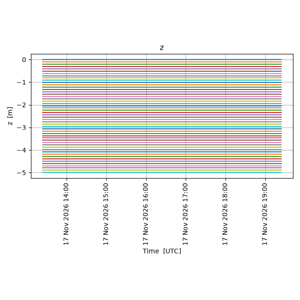 z
0
−1
−2
−3
−4
−5
z [m]
17 Nov 2026 14:00
17 Nov 2026 15:00
17 Nov 2026 16:00
17 Nov 2026 17:00
17 Nov 2026 18:00
17 Nov 2026 19:00
Time [UTC]